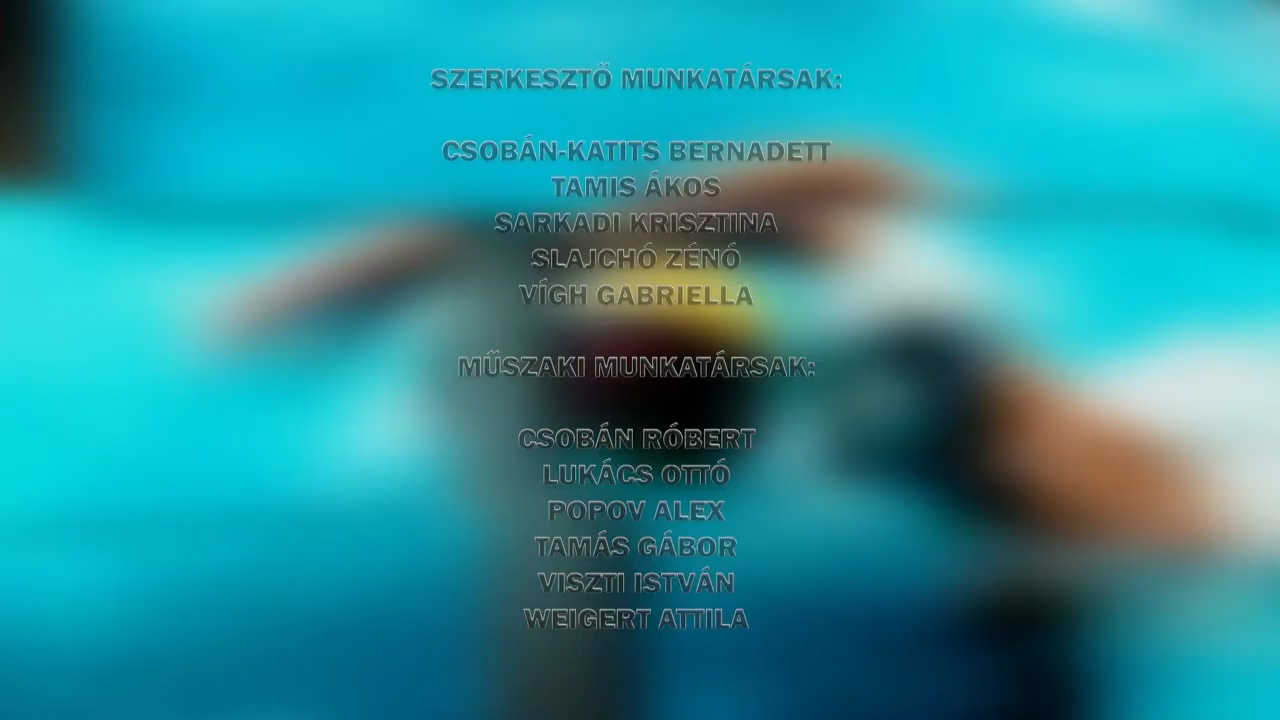 SZERKESZTŐ MUNKATÁRSAK:
CSOBÁN-KATITS BERNADETT
TAMIS ÁKOS
SARKADI KRISZTINA
SLAJCHÓ ZÉNÓ
VÍGH GABRIELLA
MŰSZAKI MUNKATÁRSAK:
CSOBÁN RÓBERT
LUKÁCS OTTÓ
POPOV ALEX
TAMÁS GÁBOR
VISZTI ISTVÁN
WEIGERT ATTILA